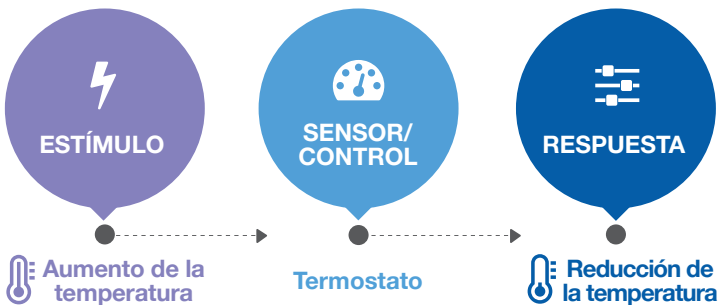 ESTÍMULO
SENSOR/
CONTROL
RESPUESTA
Aumento de la
temperatura
Termostato
Reducción de
la temperatura